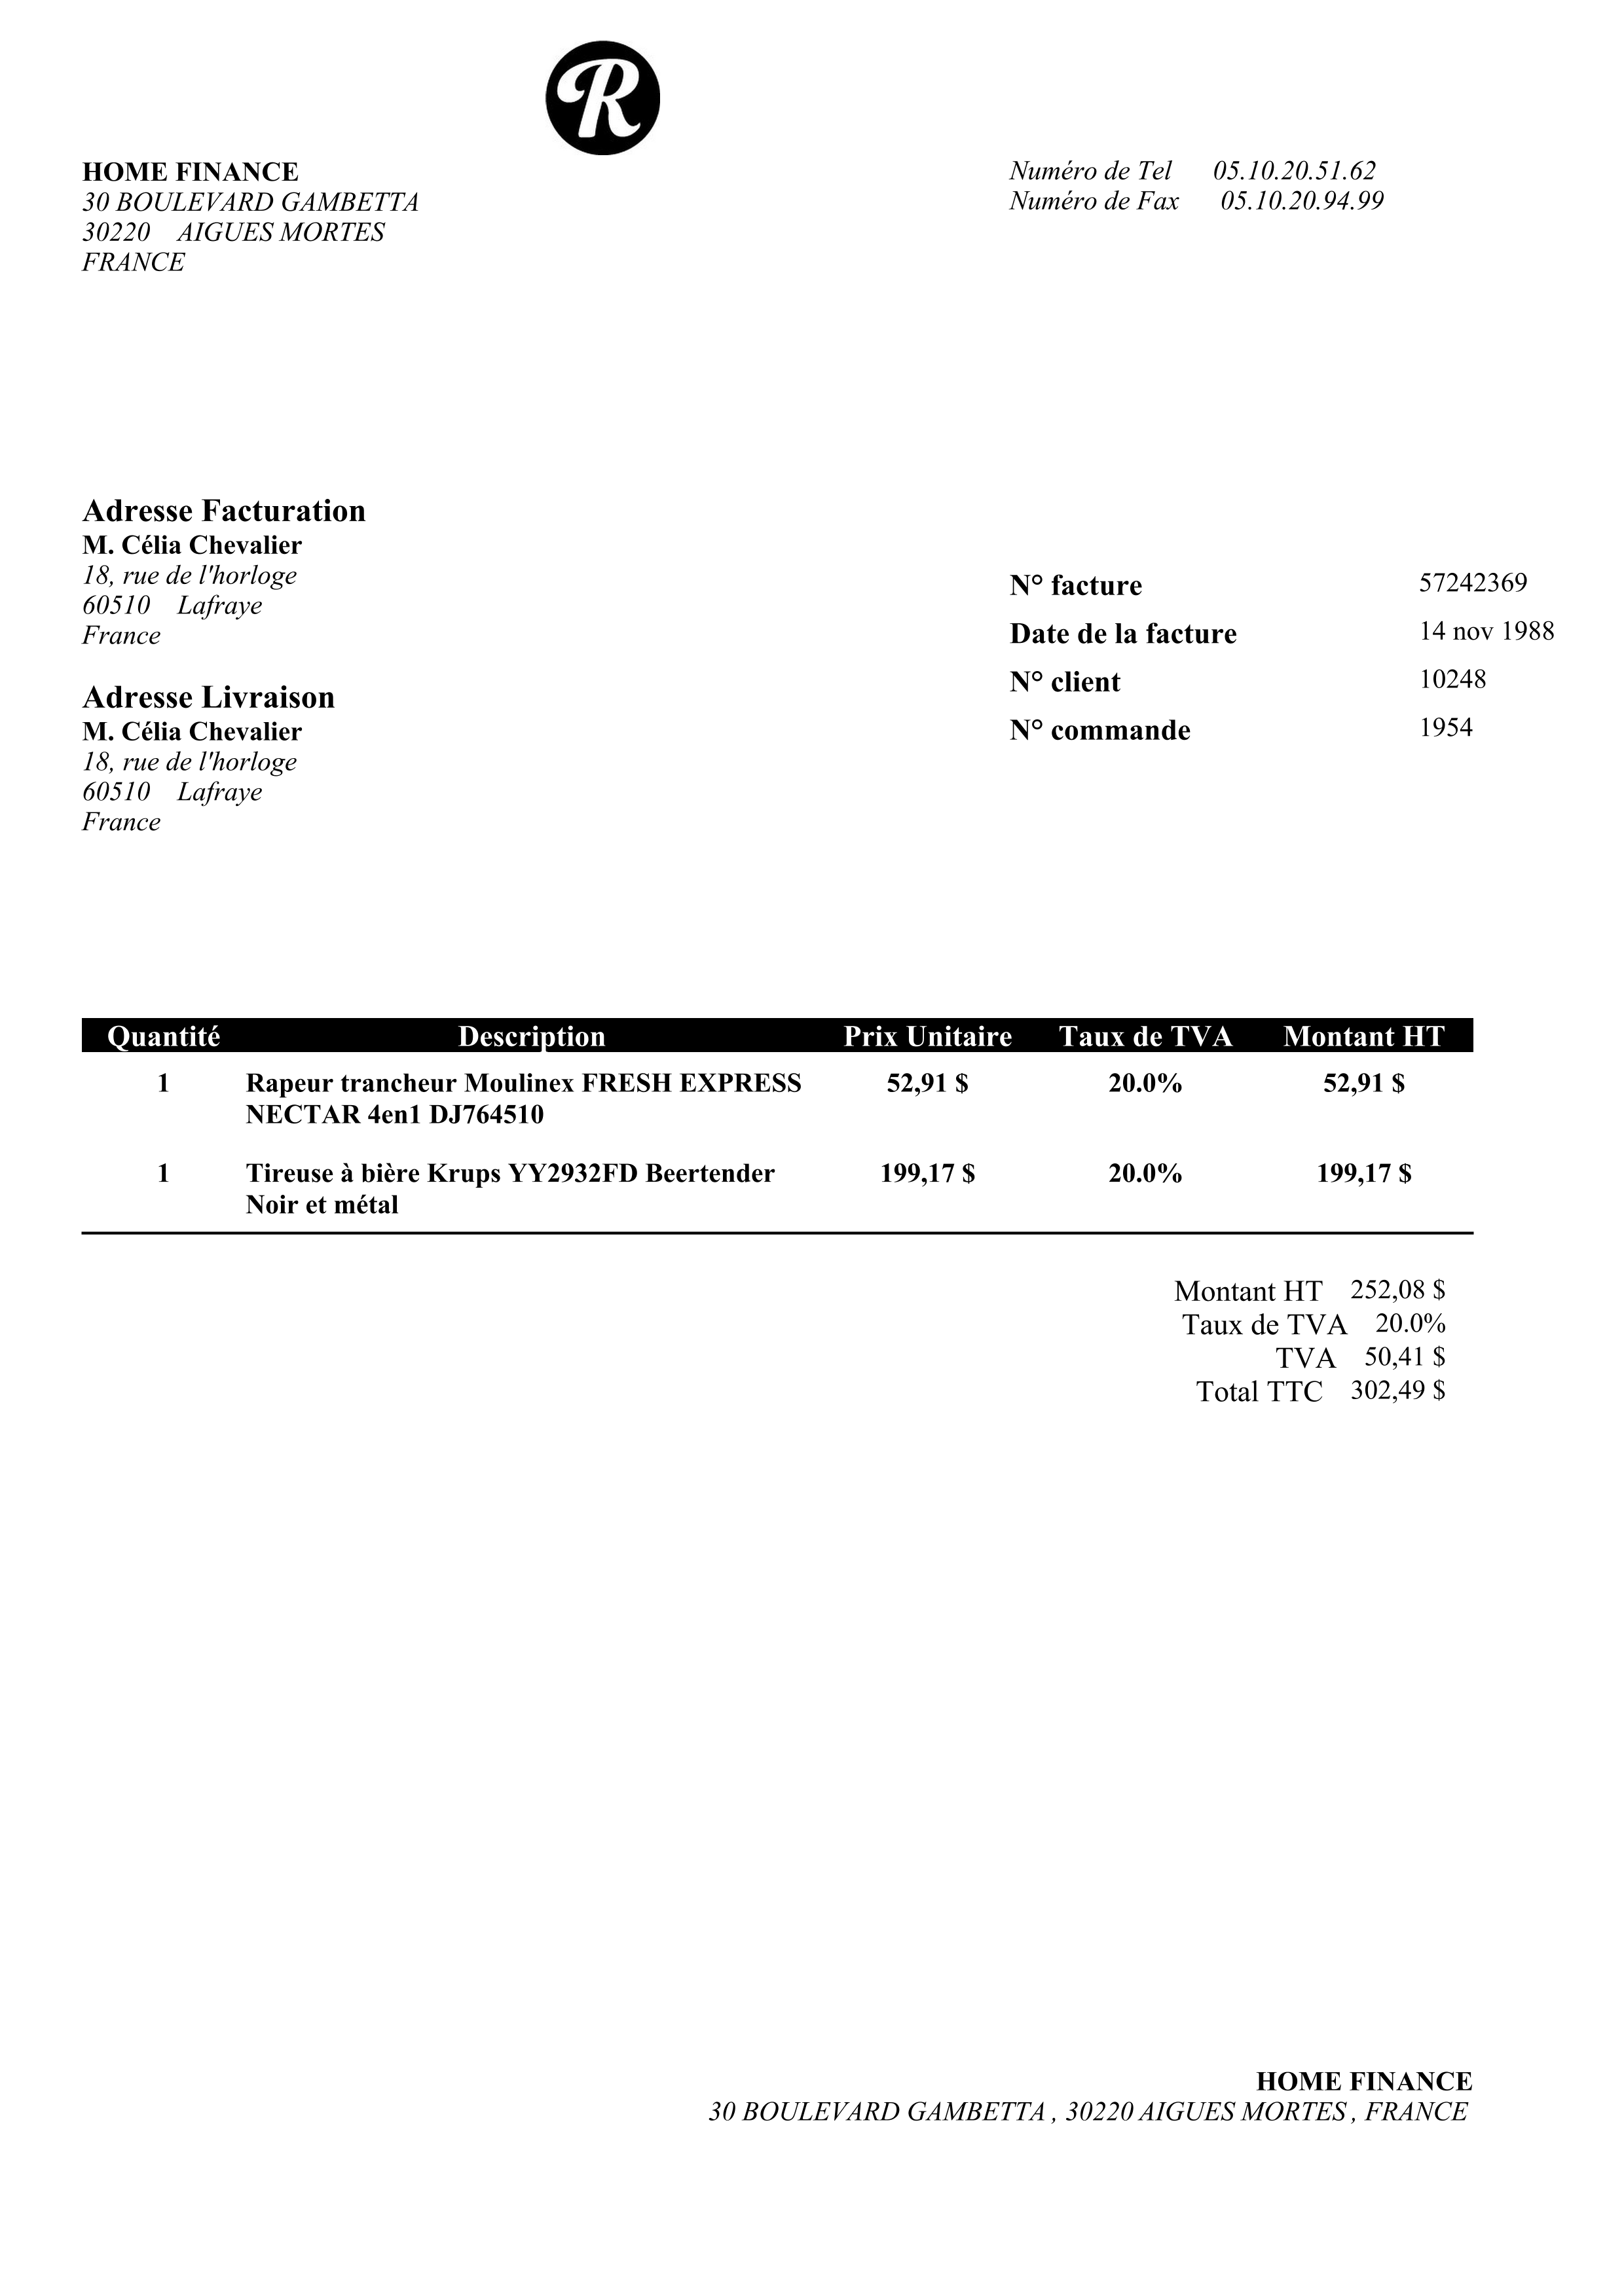 R
HOME FINANCE
30 BOULEVARD GAMBETTA
30220 AIGUES MORTES
FRANCE
Numéro de Tel 05.10.20.51.62
Numéro de Fax 05.10.20.94.99
Adresse Facturation
M. Célia Chevalier
18, rue de l'horloge
60510 Lafraye
France
Adresse Livraison
M. Célia Chevalier
18, rue de l'horloge
60510 Lafraye
France
N° facture 57242369
Date de la facture 14 nov 1988
N° client 10248
N° commande 1954
Quantité Description Prix Unitaire Taux de TVA Montant HT
1 Rapeur trancheur Moulinex FRESH EXPRESS 52,91 $ 20.0% 52,91 $
NECTAR 4en1 DJ764510
1 Tireuse à bière Krups YY2932FD Beertender 199,17 $ 20.0% 199,17 $
Noir et métal
Montant HT 252,08 $
Taux de TVA 20.0%
TVA 50,41 $
Total TTC 302,49 $
HOME FINANCE
30 BOULEVARD GAMBETTA , 30220 AIGUES MORTES , FRANCE